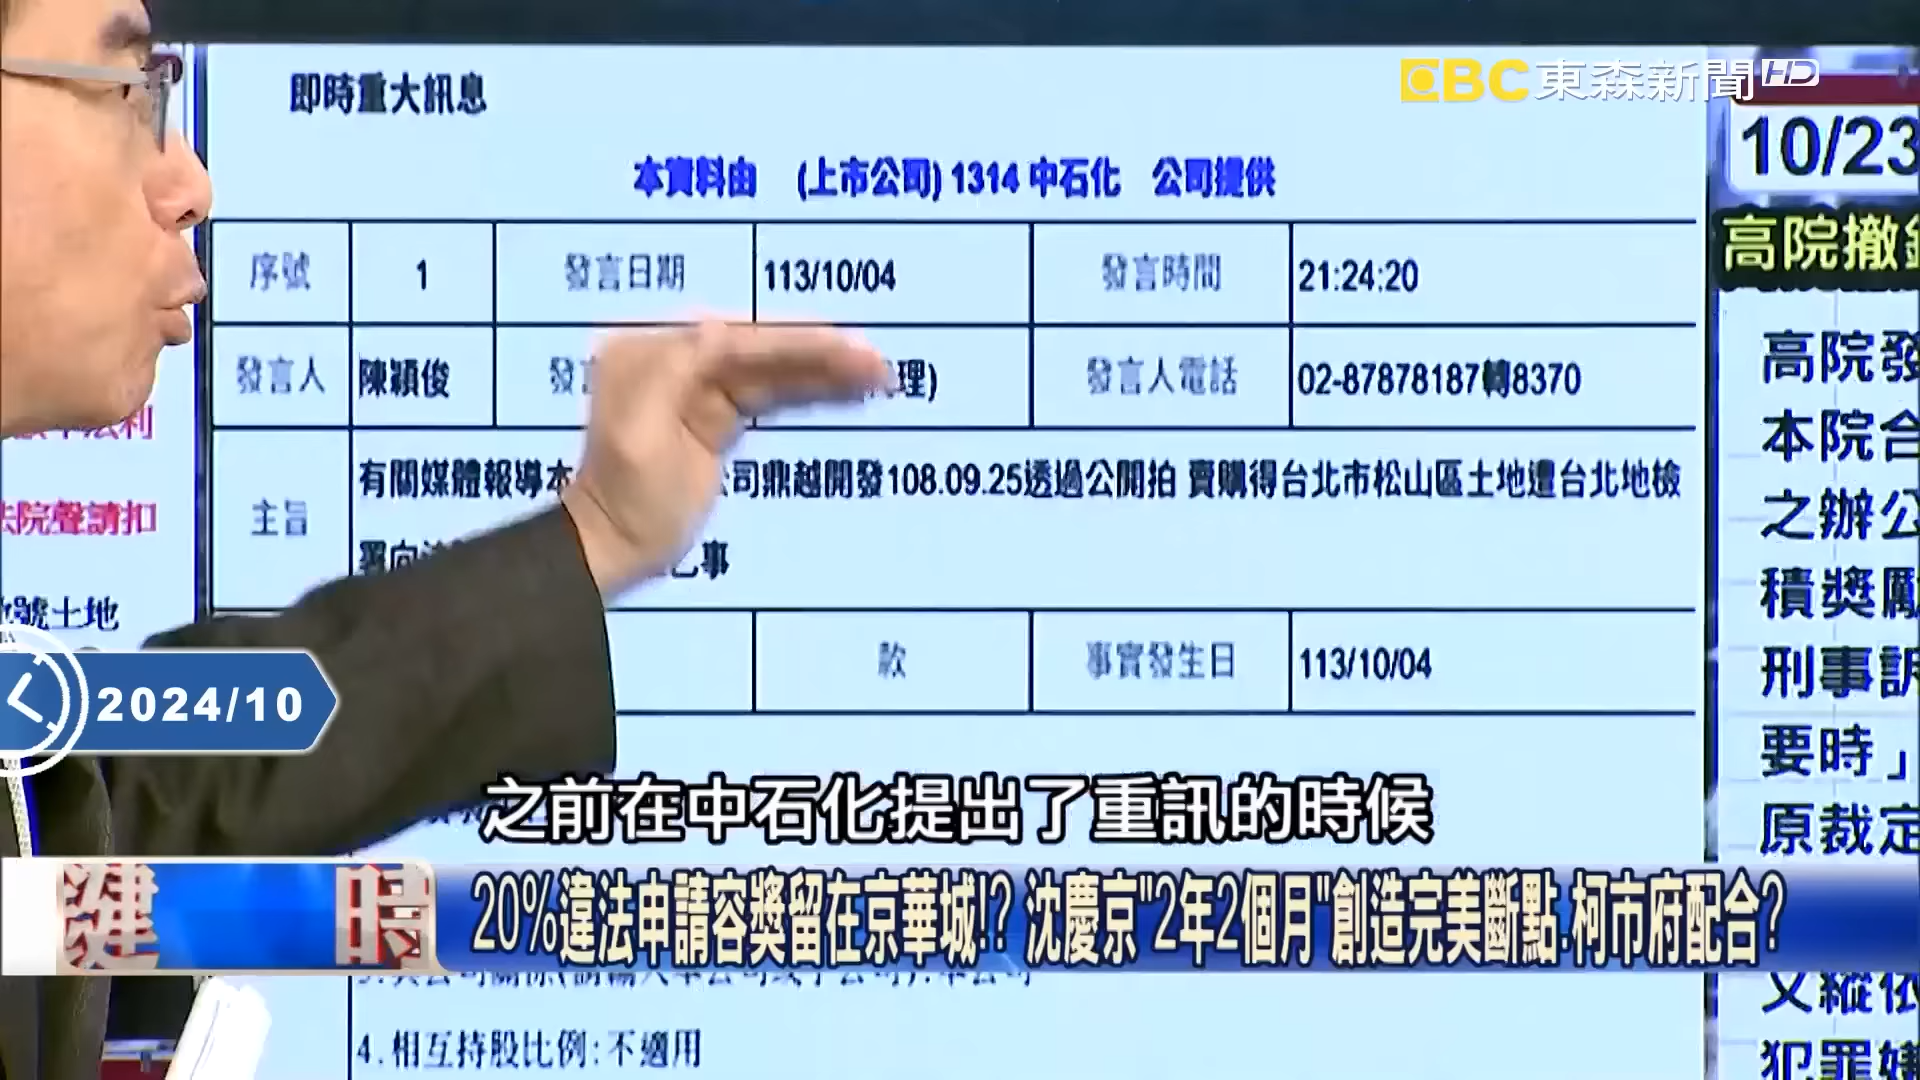 EBC 東森新聞 HD
即時重大訊息
本資料由 (上市公司) 1314 中石化 公司提供
序號 1 發言日期 113/10/04 發言時間 21:24:20
發言人 陳穎俊 發言 理) 發言人電話 02-87878187轉8370
主旨
有關媒體報導本 公司鼎越開發108.09.25透過公開拍 賣購得台北市松山區土地遭台北地檢
署向 事
款 事實發生日 113/10/04
法院聲請扣
號土地
2024/10
10/23
高院撤
高院發
本院合
之辦公
積獎勵
刑事訴
要時」
原裁定
之前在中石化提出了重訊的時候
鍵 時
20%違法申請容獎留在京華城!? 沈慶京"2年2個月"創造完美斷點.柯市府配合?
4.相互持股比例:不適用
犯罪嫌